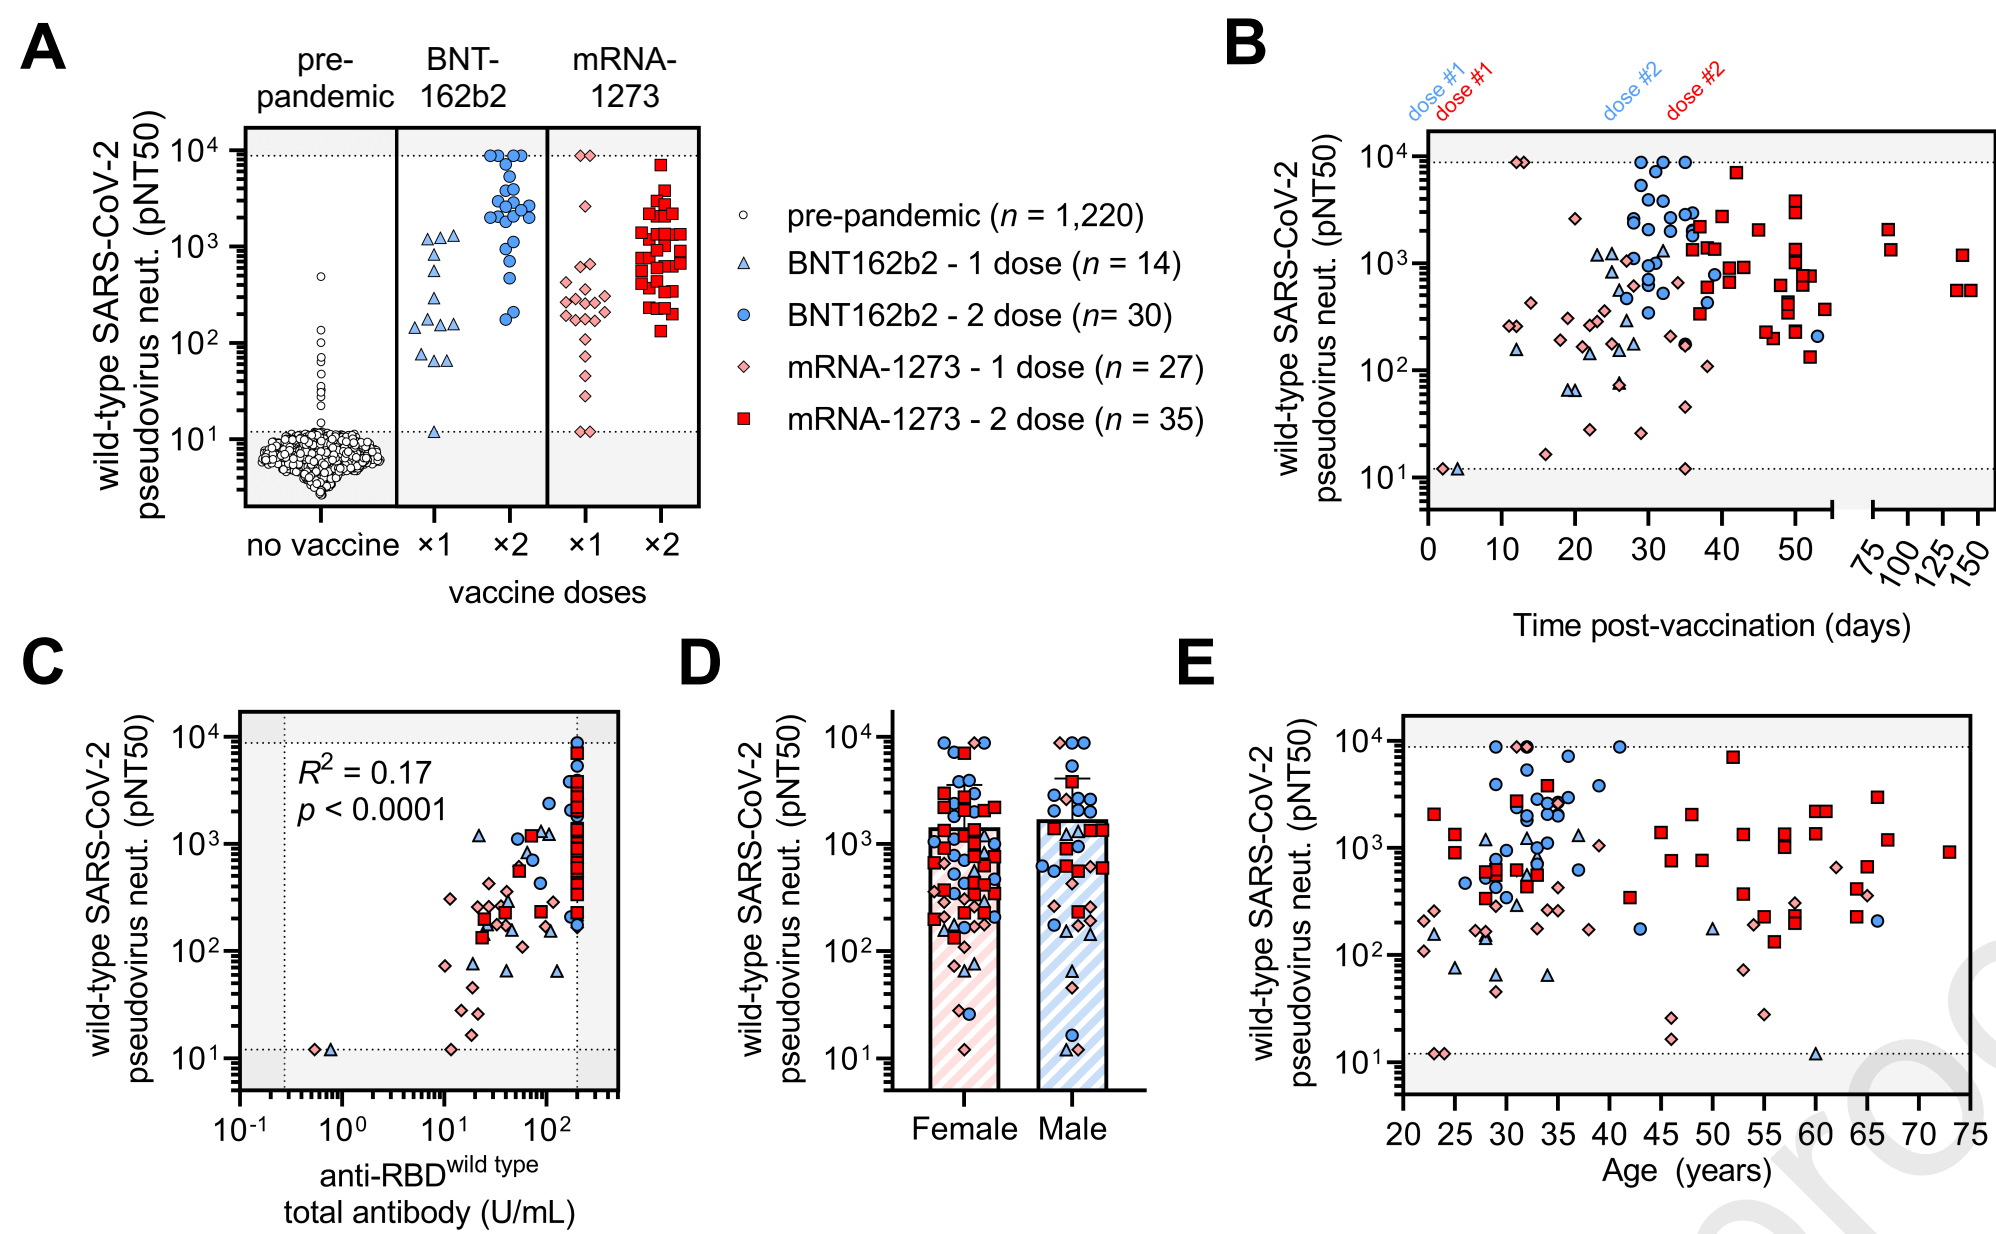 A
pre-
pandemic
BNT-
162b2
mRNA-
1273
wild-type SARS-CoV-2
pseudovirus neut. (pNT50)
10⁴
10³
10²
10¹
no vaccine
×1
×2
×1
×2
vaccine doses
pre-pandemic (n = 1,220)
BNT162b2 - 1 dose (n = 14)
BNT162b2 - 2 dose (n= 30)
mRNA-1273 - 1 dose (n = 27)
mRNA-1273 - 2 dose (n = 35)
B
dose #1
dose #1
dose #2
dose #2
wild-type SARS-CoV-2
pseudovirus neut. (pNT50)
10⁴
10³
10²
10¹
0 10 20 30 40 50 75 100 125 150
Time post-vaccination (days)
C
wild-type SARS-CoV-2
pseudovirus neut. (pNT50)
10⁴
10³
10²
10¹
R² = 0.17
p < 0.0001
10⁻¹ 10⁰ 10¹ 10²
anti-RBDʷⁱˡᵈ ᵗʸᵖᵉ
total antibody (U/mL)
D
wild-type SARS-CoV-2
pseudovirus neut. (pNT50)
10⁴
10³
10²
10¹
Female Male
E
wild-type SARS-CoV-2
pseudovirus neut. (pNT50)
10⁴
10³
10²
10¹
20 25 30 35 40 45 50 55 60 65 70 75
Age (years)